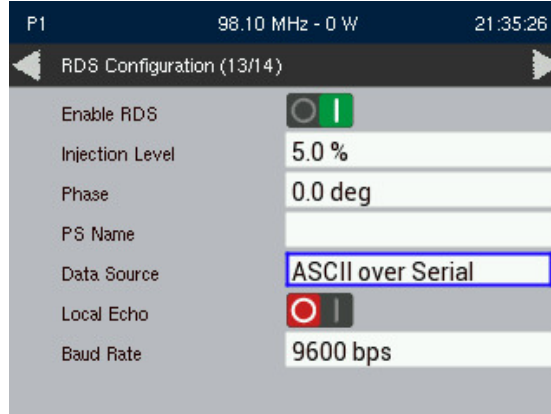 P1 98.10 MHz - 0 W 21:35:26
RDS Configuration (13/14)
Enable RDS
Injection Level 5.0 %
Phase 0.0 deg
PS Name
Data Source ASCII over Serial
Local Echo
Baud Rate 9600 bps